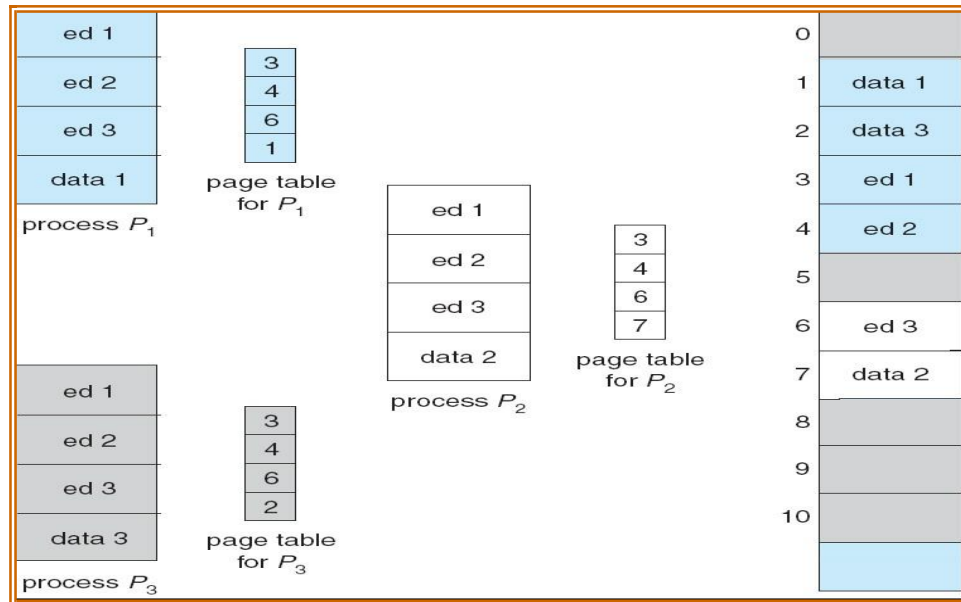 ed 1
ed 2
ed 3
data 1
process P1
3
4
6
1
page table
for P1
ed 1
ed 2
ed 3
data 2
process P2
3
4
6
7
page table
for P2
ed 1
ed 2
ed 3
data 3
process P3
3
4
6
2
page table
for P3
0
1 data 1
2 data 3
3 ed 1
4 ed 2
5
6 ed 3
7 data 2
8
9
10